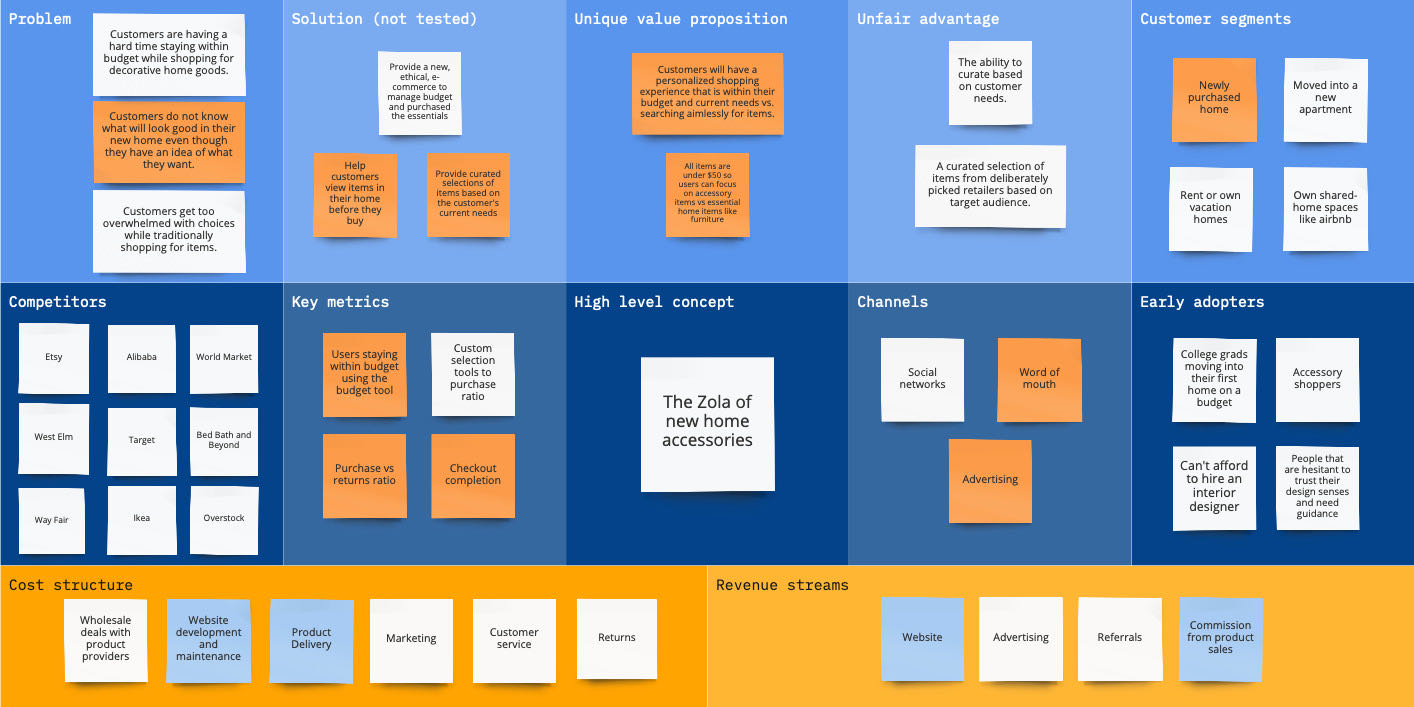 Problem
Customers are having a
hard time staying within
budget while shopping for
decorative home goods.
Customers do not know
what will look good in their
new home even though
they have an idea of what
they want.
Customers get too
overwhelmed with choices
while traditionally
shopping for items.
Solution (not tested)
Provide a new,
ethical, e-
commerce to
manage budget
and purchased
the essentials
Help
customers
view items in
their home
before they
buy
Provide curated
selections of
items based on
the customer's
current needs
Unique value proposition
Customers will have a
personalized shopping
experience that is within their
budget and current needs vs.
searching aimlessly for items.
All items are
under $50 so
users can focus
on accessory
items vs essential
home items like
furniture
Unfair advantage
The ability to
curate based
on customer
needs.
A curated selection of
items from deliberately
picked retailers based on
target audience.
Customer segments
Newly
purchased
home
Moved into a
new
apartment
Rent or own
vacation
homes
Own shared-
home spaces
like airbnb
Competitors
Etsy
Alibaba
World Market
West Elm
Target
Bed Bath and
Beyond
Way Fair
Ikea
Overstock
Key metrics
Users staying
within budget
using the
budget tool
Custom
selection
tools to
purchase
ratio
Purchase vs
returns ratio
Checkout
completion
High level concept
The Zola of
new home
accessories
Channels
Social
networks
Word of
mouth
Advertising
Early adopters
College grads
moving into
their first
home on a
budget
Accessory
shoppers
Can't afford
to hire an
interior
designer
People that
are hesitant to
trust their
design senses
and need
guidance
Cost structure
Wholesale
deals with
product
providers
Website
development
and
maintenance
Product
Delivery
Marketing
Customer
service
Returns
Revenue streams
Website
Advertising
Referrals
Commission
from product
sales